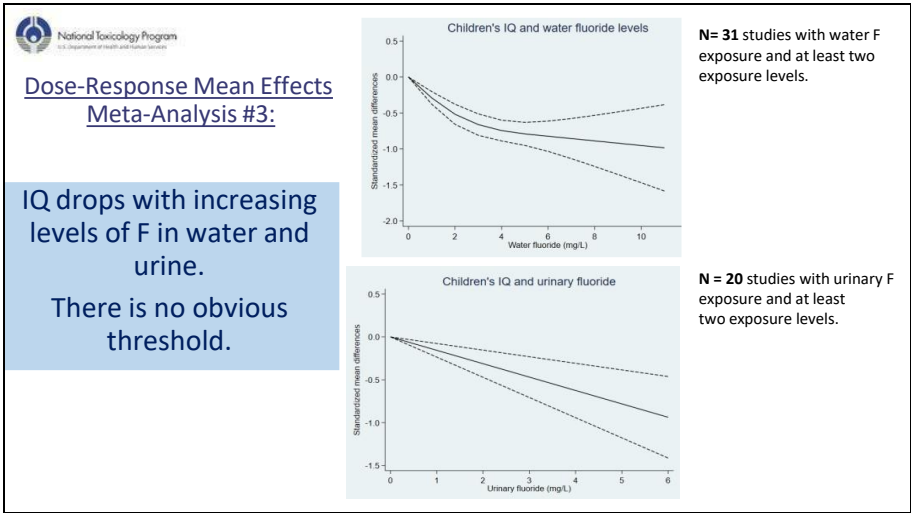 National Toxicology Program
U.S. Department of Health and Human Services
Dose-Response Mean Effects
Meta-Analysis #3:
IQ drops with increasing
levels of F in water and
urine.
There is no obvious
threshold.
Children's IQ and water fluoride levels
Standardized mean differences
0.5
0.0
-0.5
-1.0
-1.5
-2.0
0 2 4 6 8 10
Water fluoride (mg/L)
N= 31 studies with water F
exposure and at least two
exposure levels.
Children's IQ and urinary fluoride
Standardized mean differences
0.5
0.0
-0.5
-1.0
-1.5
0 1 2 3 4 5 6
Urinary fluoride (mg/L)
N = 20 studies with urinary F
exposure and at least
two exposure levels.